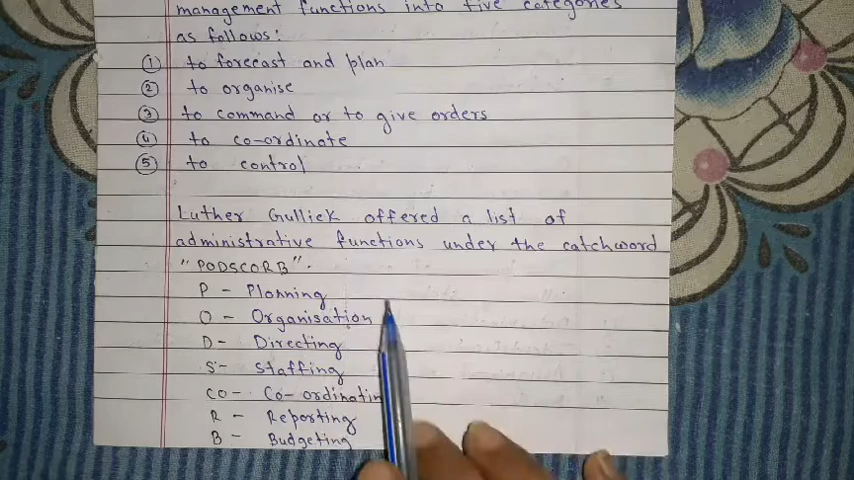 management functions into five categories
as follows:
① to forecast and plan
② to organise
③ to command or to give orders
④ to co-ordinate
⑤ to control
Luther Gullick offered a list of
administrative functions under the catchword
"PODSCORB".
P - Planning
O - Organisation
D - Directing
S - Staffing
CO - Co-ordinatin
R - Reporting
B - Budgeting